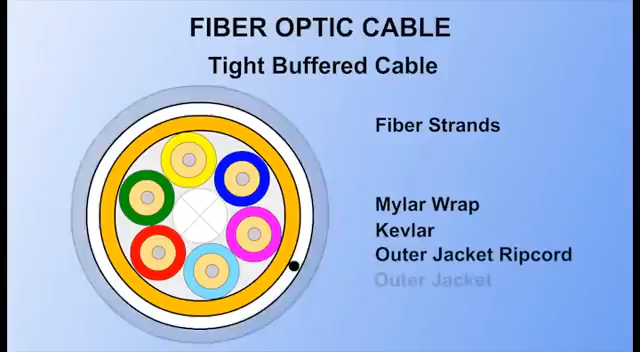 FIBER OPTIC CABLE
Tight Buffered Cable
Fiber Strands
Mylar Wrap
Kevlar
Outer Jacket Ripcord
Outer Jacket